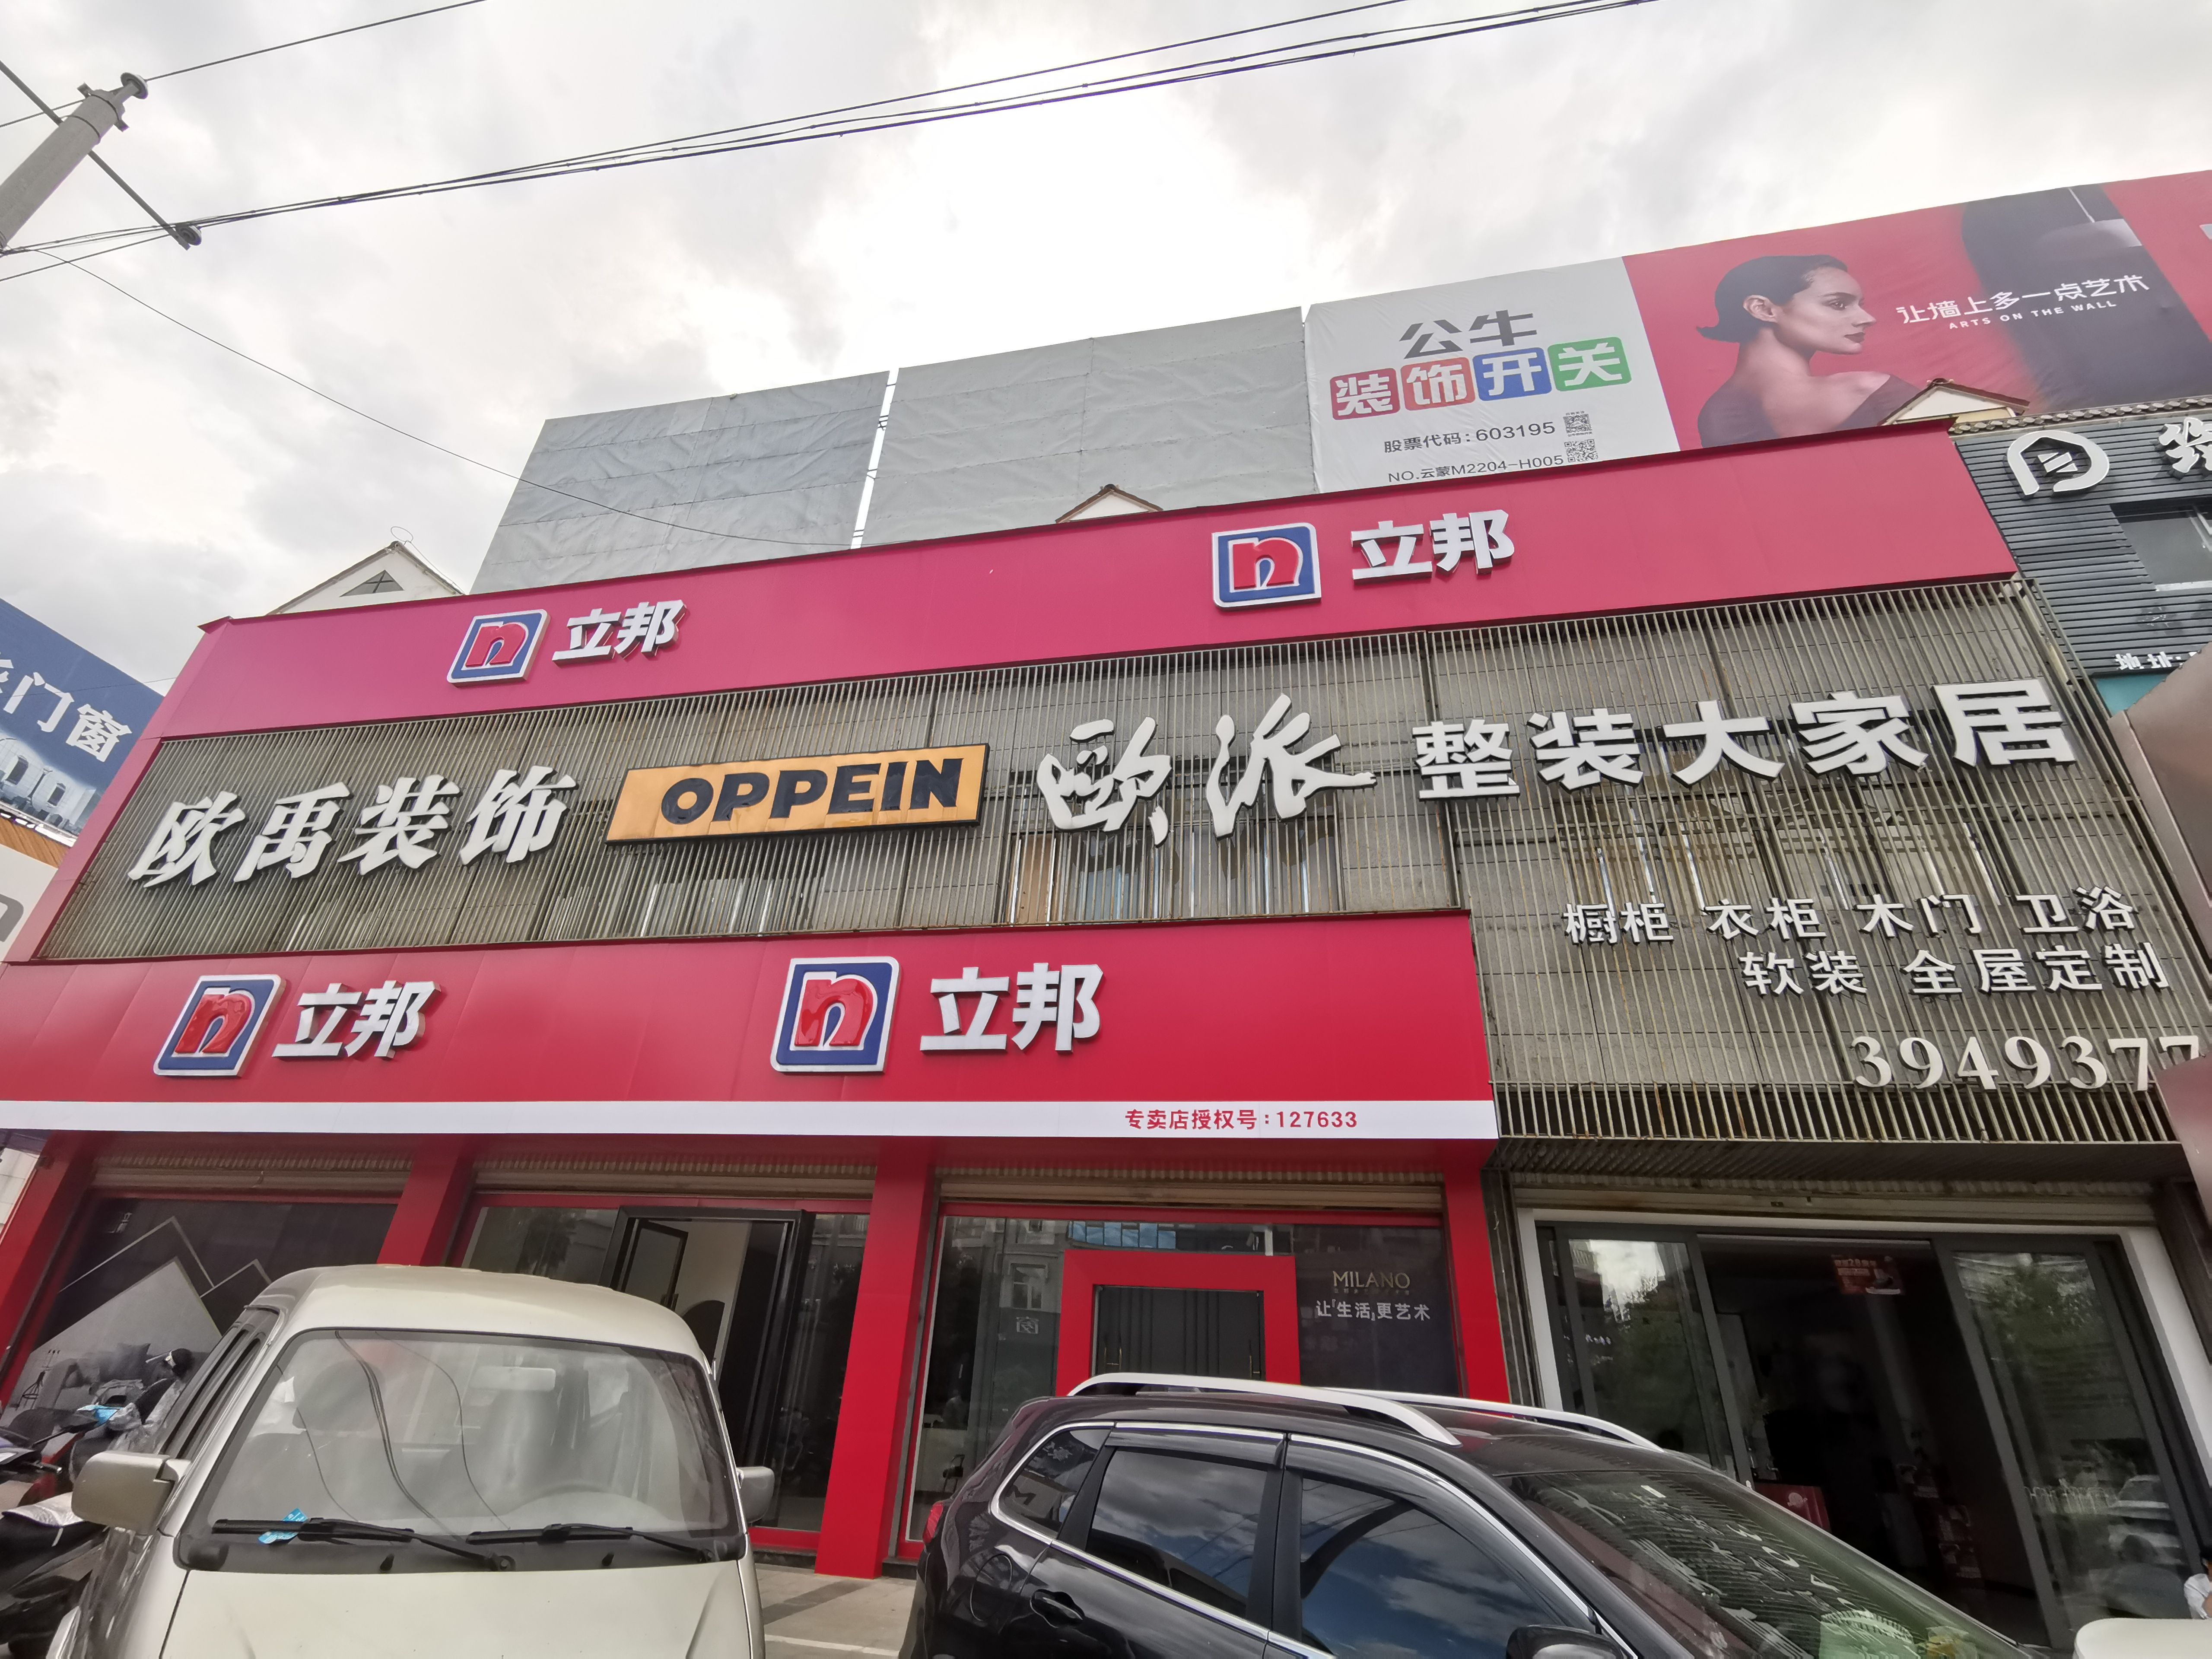 公牛
装饰开关
股票代码：603195
NO.云蒙M2204-H005
让墙上多一点艺术
ARTS ON THE WALL
n 立邦
n 立邦
门窗
欧禹装饰 OPPEIN 欧派 整装大家居
橱柜 衣柜 木门 卫浴
软装 全屋定制
3949377
n 立邦
n 立邦
专卖店授权号：127633
MILANO
让「生活」更艺术
地址